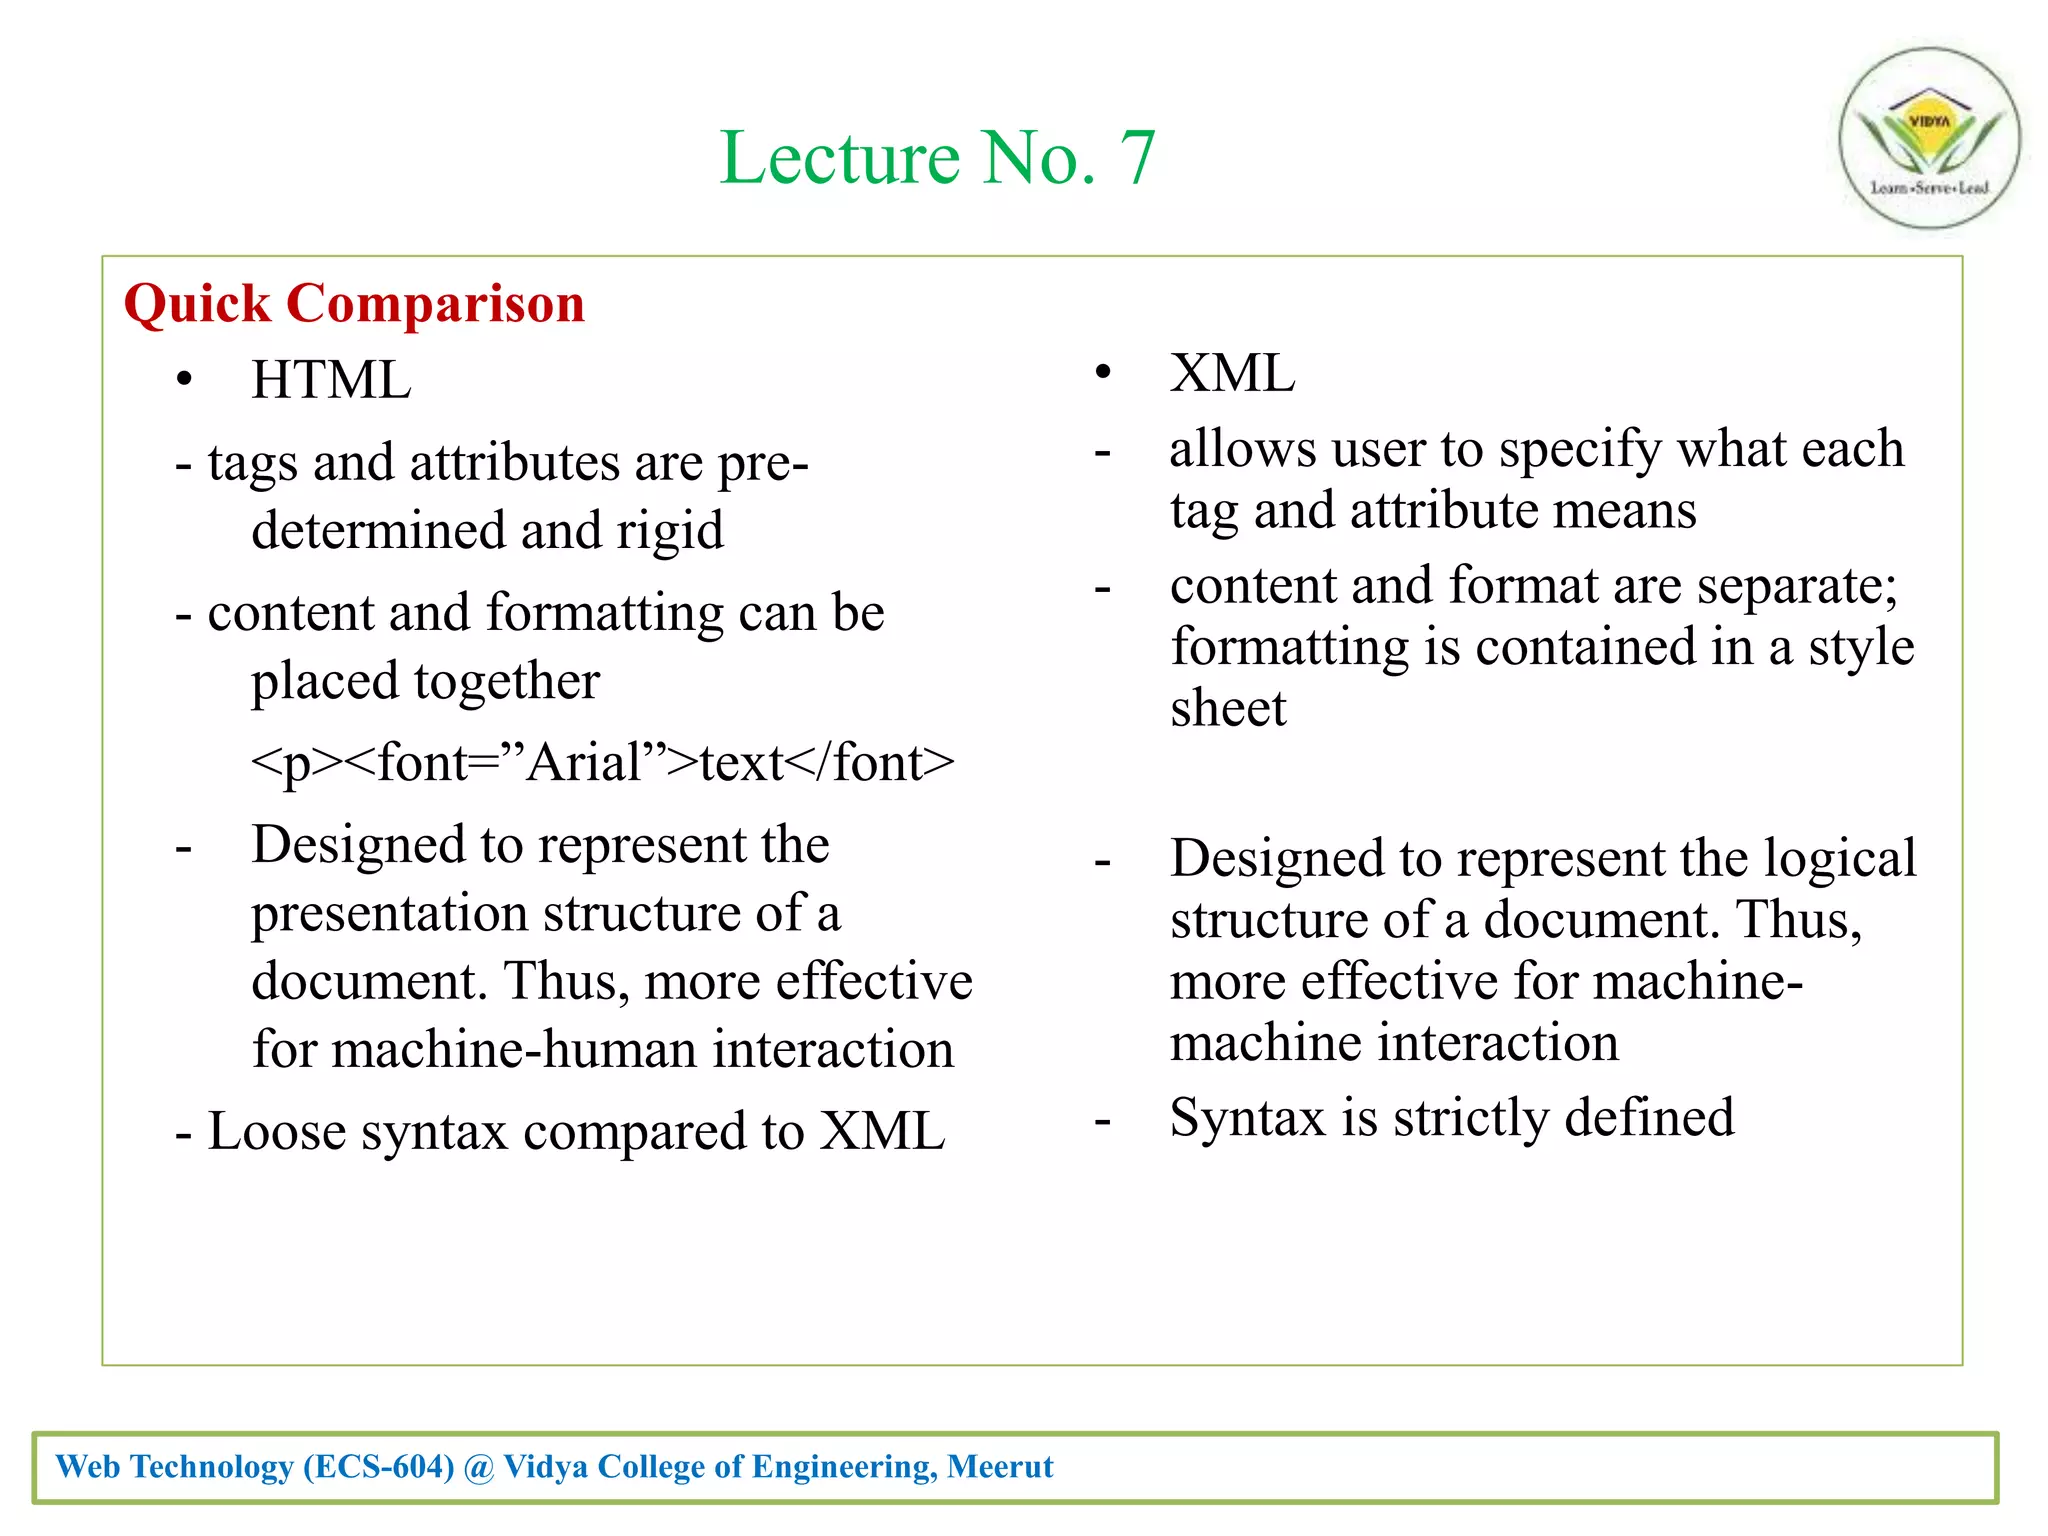 Lecture No. 7
VIDYA
Learn•Serve•Lead
Quick Comparison
• HTML
- tags and attributes are pre-
determined and rigid
- content and formatting can be
placed together
<p><font=”Arial”>text</font>
- Designed to represent the
presentation structure of a
document. Thus, more effective
for machine-human interaction
- Loose syntax compared to XML
• XML
- allows user to specify what each
tag and attribute means
- content and format are separate;
formatting is contained in a style
sheet
- Designed to represent the logical
structure of a document. Thus,
more effective for machine-
machine interaction
- Syntax is strictly defined
Web Technology (ECS-604) @ Vidya College of Engineering, Meerut